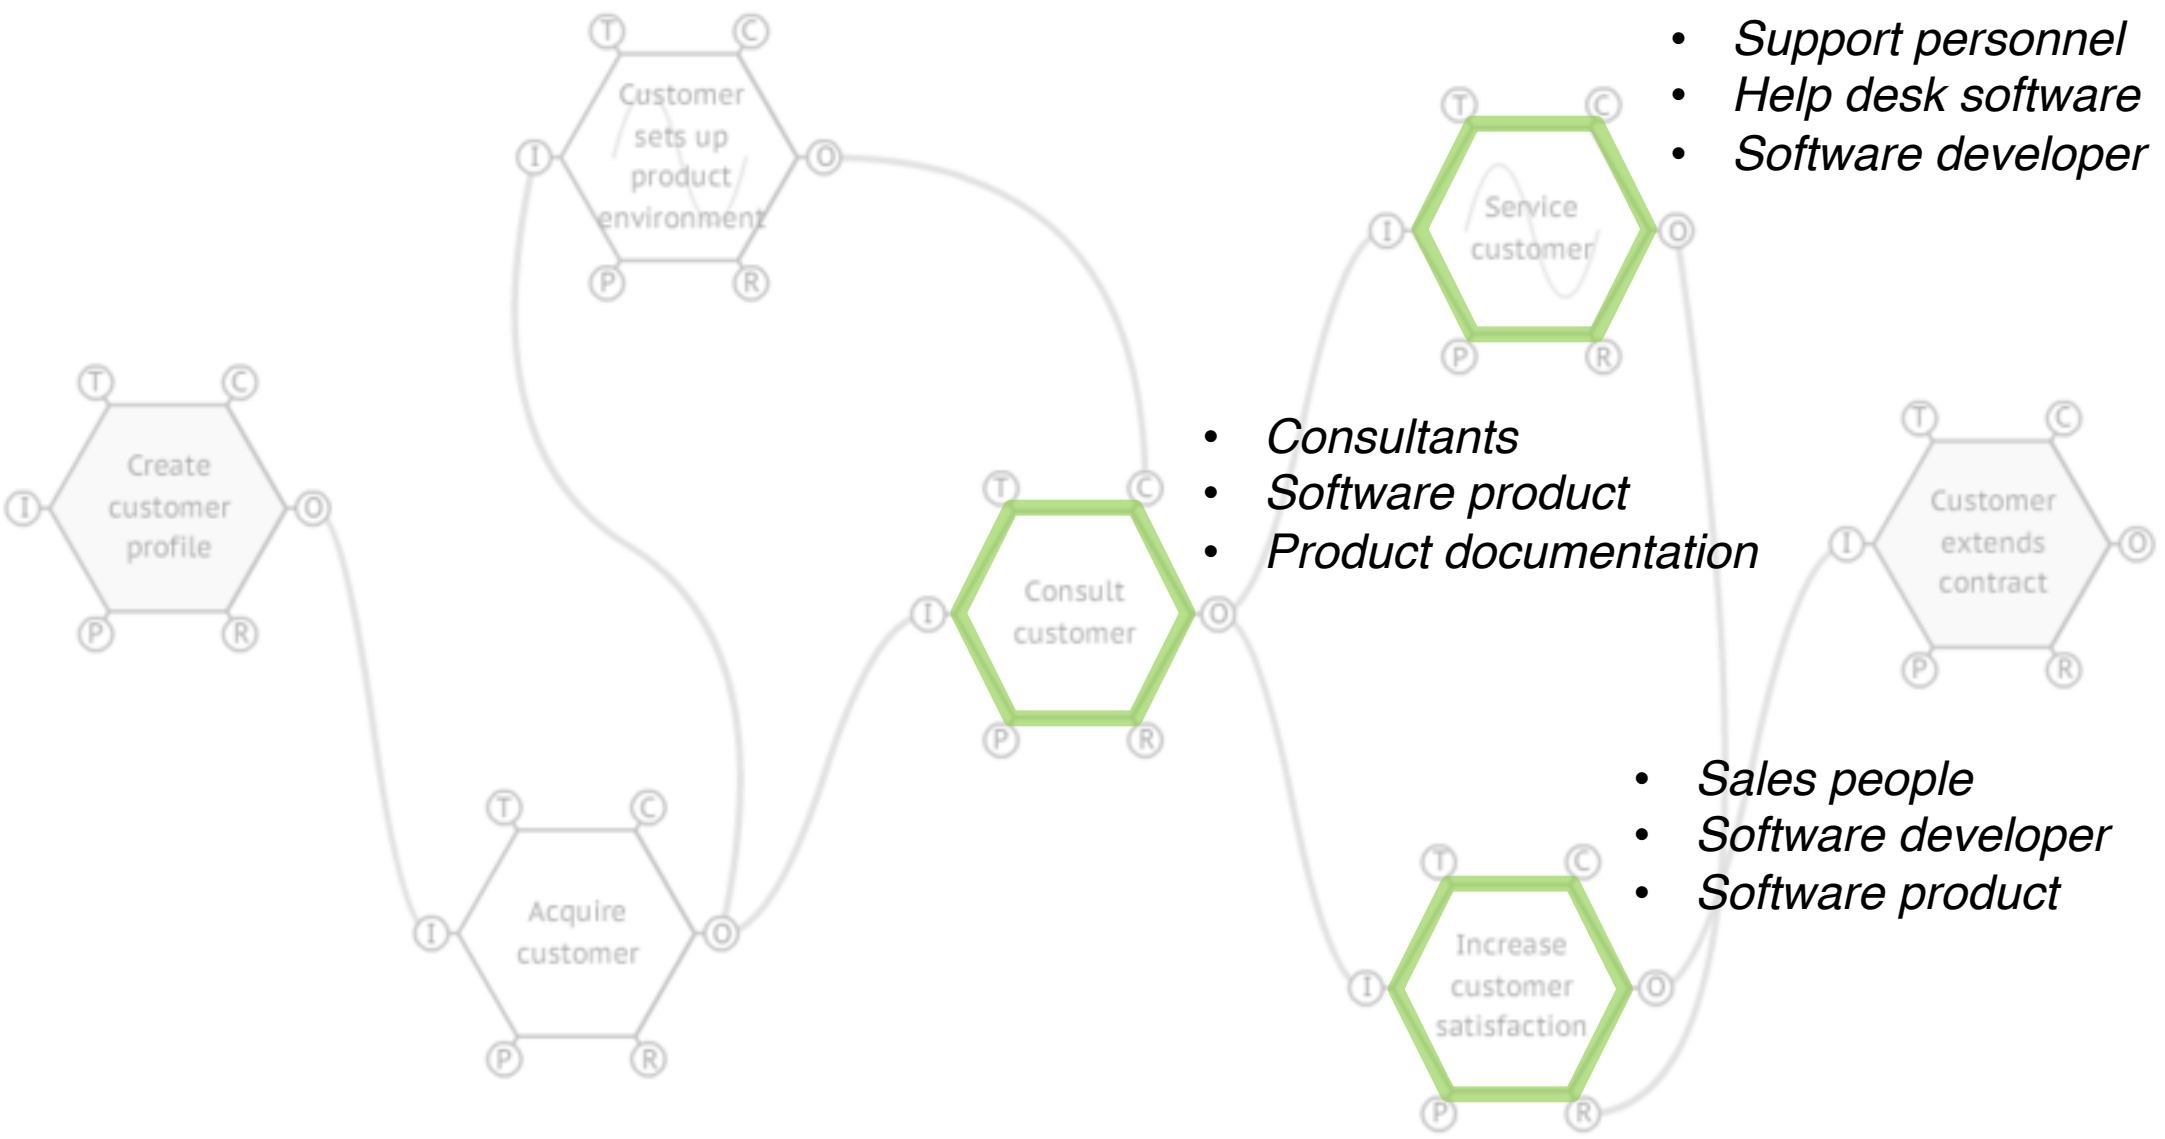 T C
Customer
sets up
product
environment
I O
P R
• Support personnel
• Help desk software
• Software developer
T C
Service
customer
I O
P R
T C
Create
customer
profile
I O
P R
• Consultants
• Software product
• Product documentation
T C
Consult
customer
I O
P R
T C
Customer
extends
contract
I O
P R
T C
Acquire
customer
I O
P R
• Sales people
• Software developer
• Software product
T C
Increase
customer
satisfaction
I O
P R